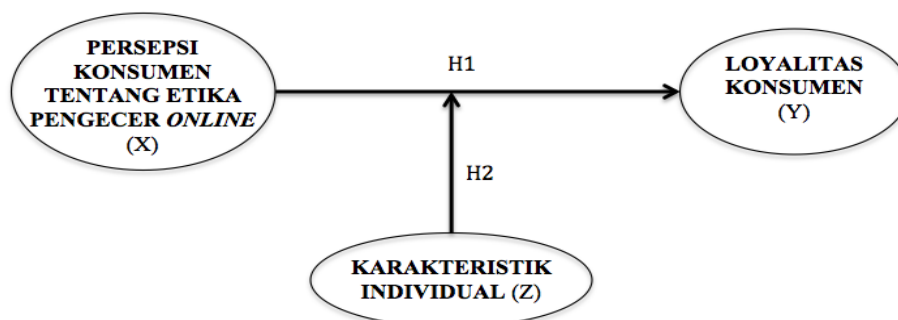 PERSEPSI
KONSUMEN
TENTANG ETIKA
PENGECER ONLINE
(X)
H1
LOYALITAS
KONSUMEN
(Y)
H2
KARAKTERISTIK
INDIVIDUAL (Z)